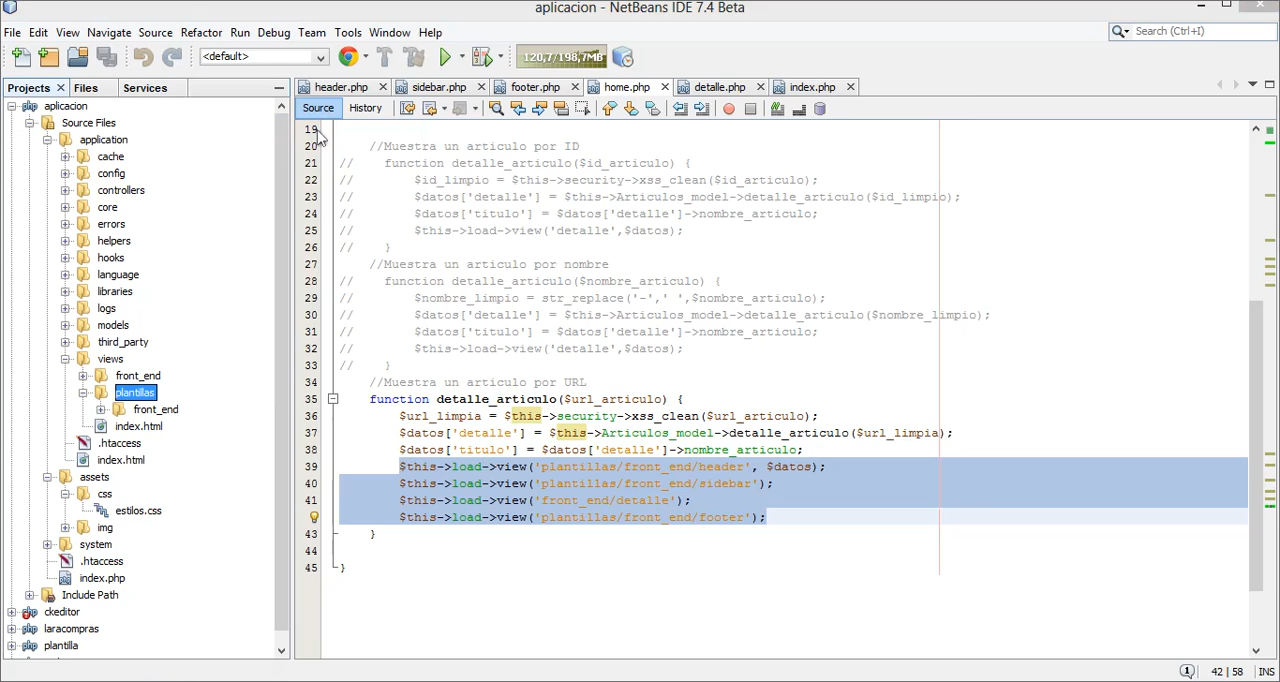 aplicacion - NetBeans IDE 7.4 Beta
File Edit View Navigate Source Refactor Run Debug Team Tools Window Help
Search (Ctrl+I)
<default>
120,7/198,7MB
Projects Files Services
header.php sidebar.php footer.php home.php detalle.php index.php
Source History
aplicacion
Source Files
application
cache
config
controllers
core
errors
helpers
hooks
language
libraries
logs
models
third_party
views
front_end
plantillas
front_end
index.html
.htaccess
index.html
assets
css
estilos.css
img
system
.htaccess
index.php
Include Path
ckeditor
laracompras
plantilla
19
20 //Muestra un articulo por ID
21 // function detalle_articulo($id_articulo) {
22 // $id_limpio = $this->security->xss_clean($id_articulo);
23 // $datos['detalle'] = $this->Articulos_model->detalle_articulo($id_limpio);
24 // $datos['titulo'] = $datos['detalle']->nombre_articulo;
25 // $this->load->view('detalle',$datos);
26 // }
27 //Muestra un articulo por nombre
28 // function detalle_articulo($nombre_articulo) {
29 // $nombre_limpio = str_replace('-',' ',$nombre_articulo);
30 // $datos['detalle'] = $this->Articulos_model->detalle_articulo($nombre_limpio);
31 // $datos['titulo'] = $datos['detalle']->nombre_articulo;
32 // $this->load->view('detalle',$datos);
33 // }
34 //Muestra un articulo por URL
35 function detalle_articulo($url_articulo) {
36 $url_limpia = $this->security->xss_clean($url_articulo);
37 $datos['detalle'] = $this->Articulos_model->detalle_articulo($url_limpia);
38 $datos['titulo'] = $datos['detalle']->nombre_articulo;
39 $this->load->view('plantillas/front_end/header', $datos);
40 $this->load->view('plantillas/front_end/sidebar');
41 $this->load->view('front_end/detalle');
$this->load->view('plantillas/front_end/footer');
43 }
44
45 }
42 | 58 INS